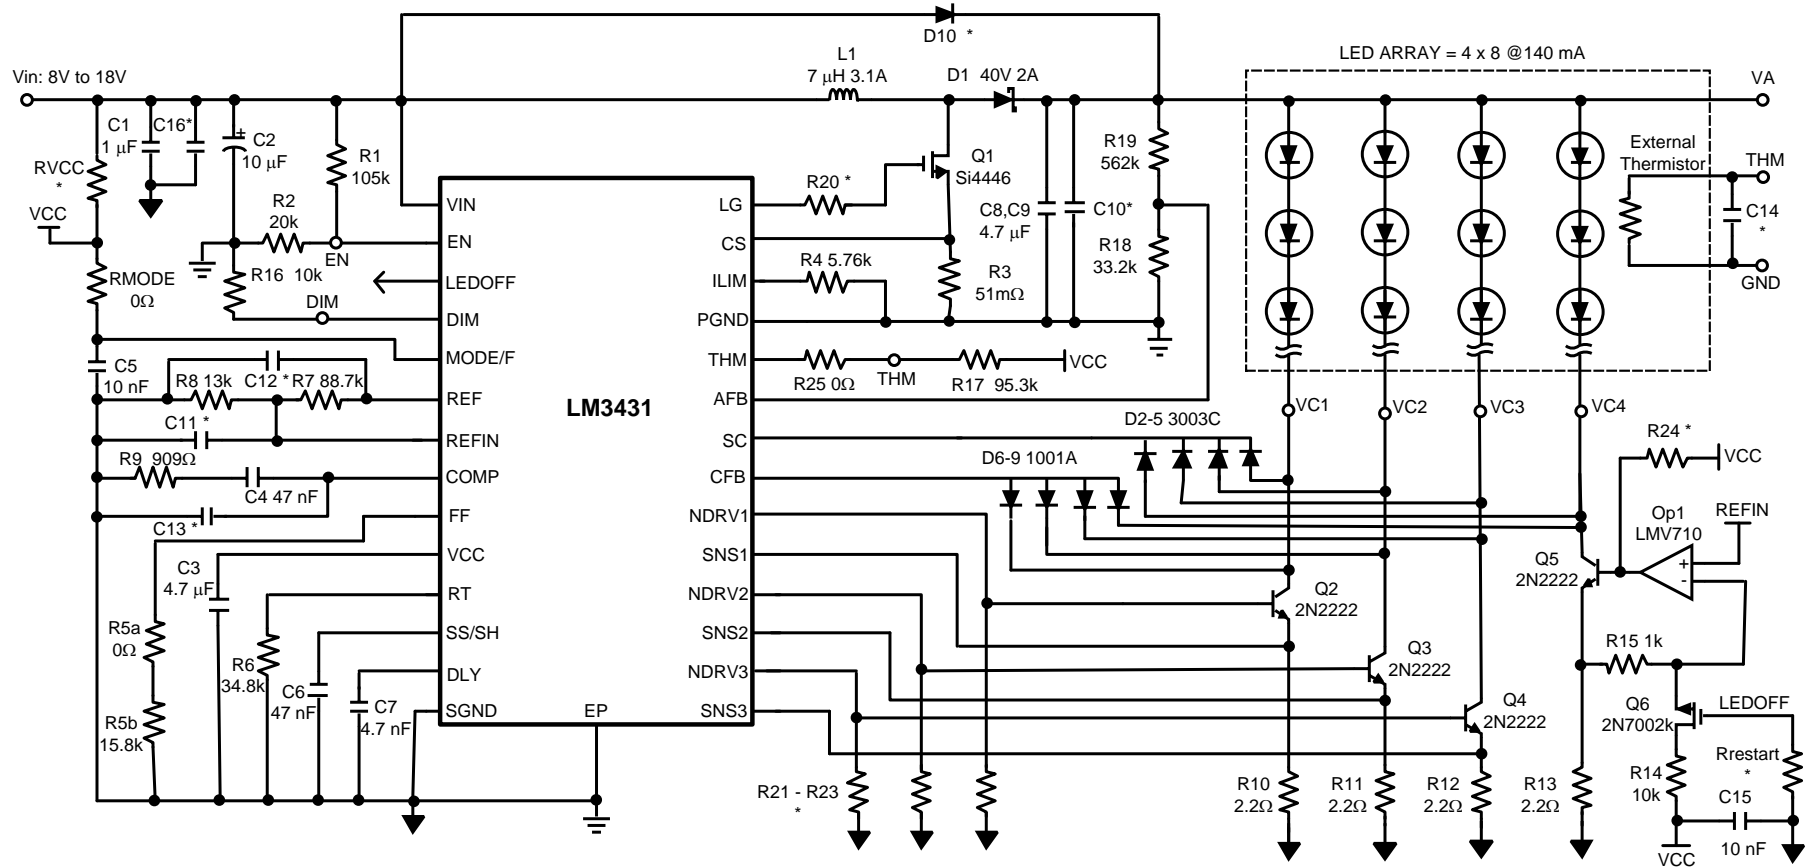 D10 *
L1
7 μH 3.1A
D1 40V 2A
LED ARRAY = 4 x 8 @140 mA
Vin: 8V to 18V
VA
C1
1 μF
C16*
+
C2
10 μF
R1
105k
RVCC
*
VCC
R2
20k
EN
R16 10k
DIM
RMODE
0Ω
C5
10 nF
C12 *
R8 13k
R7 88.7k
C11 *
R9 909Ω
C4 47 nF
C13 *
C3
4.7 μF
R5a
0Ω
R5b
15.8k
R6
34.8k
C6
47 nF
C7
4.7 nF
VIN
EN
LEDOFF
DIM
MODE/F
REF
REFIN
COMP
FF
VCC
RT
SS/SH
DLY
SGND
EP
LM3431
LG
CS
ILIM
PGND
THM
AFB
SC
CFB
NDRV1
SNS1
NDRV2
SNS2
NDRV3
SNS3
R20 *
Q1
Si4446
R4 5.76k
R3
51mΩ
C8,C9
4.7 μF
C10*
R19
562k
R18
33.2k
R25 0Ω
THM
R17 95.3k
VCC
External
Thermistor
THM
C14
*
GND
VC1
VC2
VC3
VC4
D2-5 3003C
D6-9 1001A
R24 *
VCC
Op1
LMV710
REFIN
+
-
Q5
2N2222
Q2
2N2222
Q3
2N2222
Q4
2N2222
R15 1k
Q6
2N7002k
LEDOFF
R21 - R23
*
R10
2.2Ω
R11
2.2Ω
R12
2.2Ω
R13
2.2Ω
R14
10k
Rrestart
*
C15
10 nF
VCC